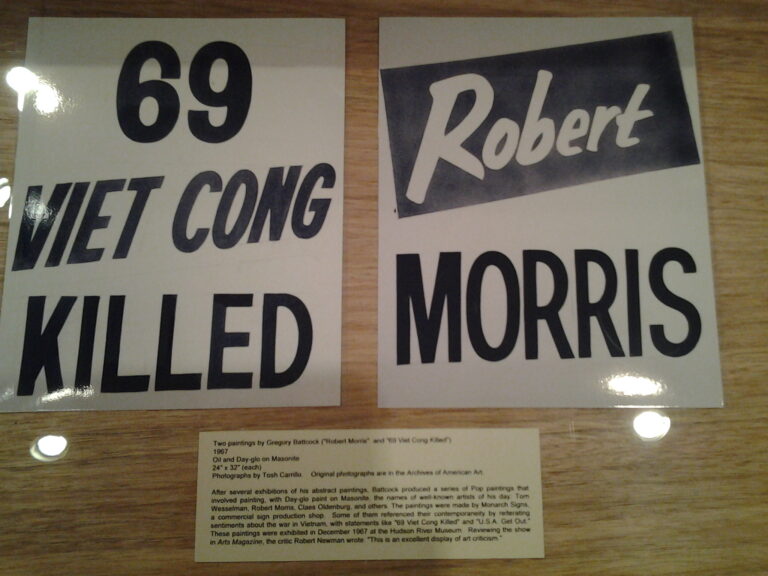 69
VIET CONG
KILLED
Robert
MORRIS
Two paintings by Gregory Battcock ("Robert Morris" and "69 Viet Cong Killed")
1967
Oil and Day-glo on Masonite
24" x 32" (each)
Photographs by Tosh Carrillo. Original photographs are in the Archives of American Art.
After several exhibitions of his abstract paintings, Battcock produced a series of Pop paintings that
involved painting, with Day-glo paint on Masonite, the names of well-known artists of his day: Tom
Wesselman, Robert Morris, Claes Oldenburg, and others. The paintings were made by Monarch Signs,
a commercial sign production shop. Some of them referenced their contemporaneity by reiterating
sentiments about the war in Vietnam, with statements like "69 Viet Cong Killed" and "U.S.A. Get Out."
These paintings were exhibited in December 1967 at the Hudson River Museum. Reviewing the show
in Arts Magazine, the critic Robert Newman wrote "This is an excellent display of art criticism."